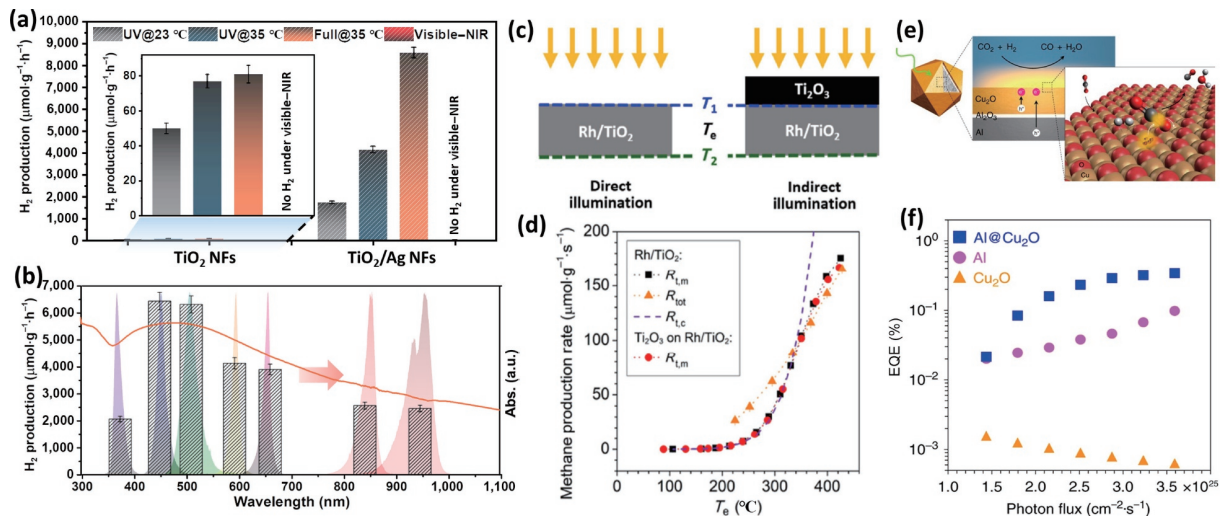 (a)
UV@23 °C
UV@35 °C
Full@35 °C
Visible–NIR
H2 production (μmol·g⁻¹·h⁻¹)
10,000
9,000
8,000
7,000
6,000
5,000
4,000
3,000
2,000
1,000
0
H2 production (μmol·g⁻¹·h⁻¹)
80
60
40
20
0
No H2 under visible–NIR
No H2 under visible–NIR
TiO2 NFs
TiO2/Ag NFs
(b)
H2 production (μmol·g⁻¹·h⁻¹)
7,000
6,000
5,000
4,000
3,000
2,000
1,000
0
Abs. (a.u.)
300
400
500
600
700
800
900
1,000
1,100
Wavelength (nm)
(c)
Ti2O3
T1
Rh/TiO2
Te
Rh/TiO2
T2
Direct
illumination
Indirect
illumination
(d)
Methane production rate (μmol·g⁻¹·s⁻¹)
200
150
100
50
0
Rh/TiO2:
Rt,m
Rtot
Rt,c
Ti2O3 on Rh/TiO2:
Rt,m
0
100
200
300
400
Te (°C)
(e)
CO2 + H2
CO + H2O
Cu2O
Al2O3
Al
e⁻
e⁻
h⁺
h⁺
O
Cu
(f)
Al@Cu2O
Al
Cu2O
EQE (%)
10⁰
10⁻¹
10⁻²
10⁻³
1.0
1.5
2.0
2.5
3.0
3.5 ×10²⁵
Photon flux (cm⁻²·s⁻¹)